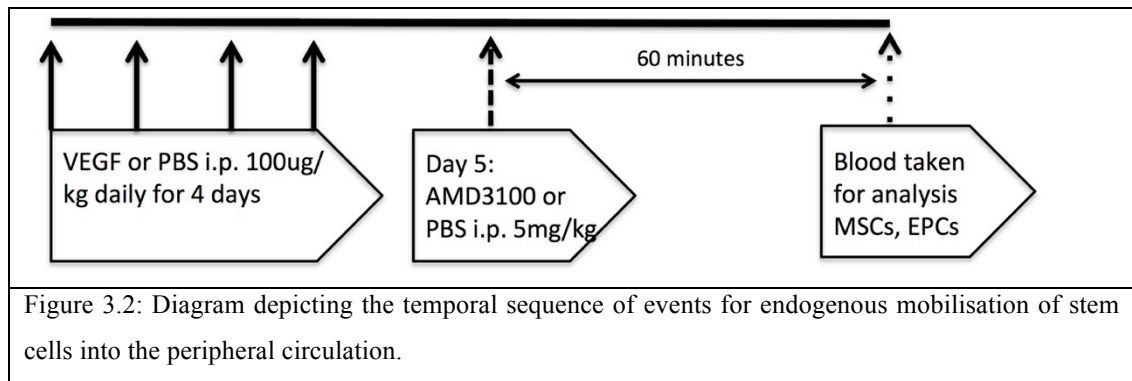 60 minutes
VEGF or PBS i.p. 100ug/
kg daily for 4 days
Day 5:
AMD3100 or
PBS i.p. 5mg/kg
Blood taken
for analysis
MSCs, EPCs
Figure 3.2: Diagram depicting the temporal sequence of events for endogenous mobilisation of stem
cells into the peripheral circulation.